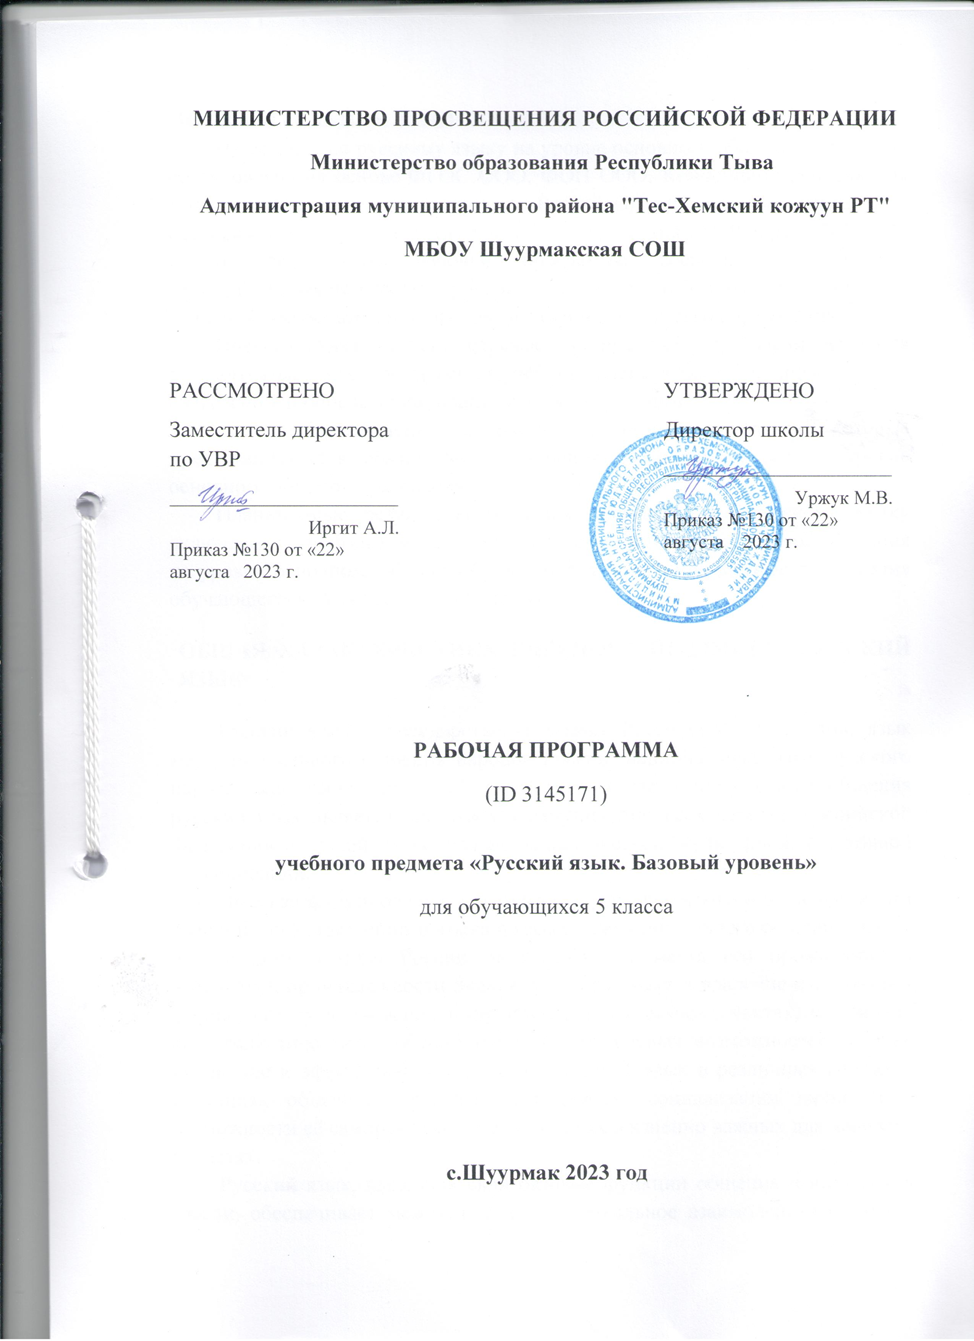 МИНИСТЕРСТВО ПРОСВЕЩЕНИЯ РОССИЙСКОЙ ФЕДЕРАЦИИ
Министерство образования Республики Тыва
Администрация муниципального района "Тес-Хемский кожуун РТ"
МБОУ Шуурмакская СОШ
РАССМОТРЕНО
Заместитель директора
по УВР
Иргит А.Л.
Приказ №130 от «22»
августа 2023 г.
УТВЕРЖДЕНО
Директор школы
Уржук М.В.
Приказ №130 от «22»
августа 2023 г.
РАБОЧАЯ ПРОГРАММА
(ID 3145171)
учебного предмета «Русский язык. Базовый уровень»
для обучающихся 5 класса
с.Шуурмак 2023 год